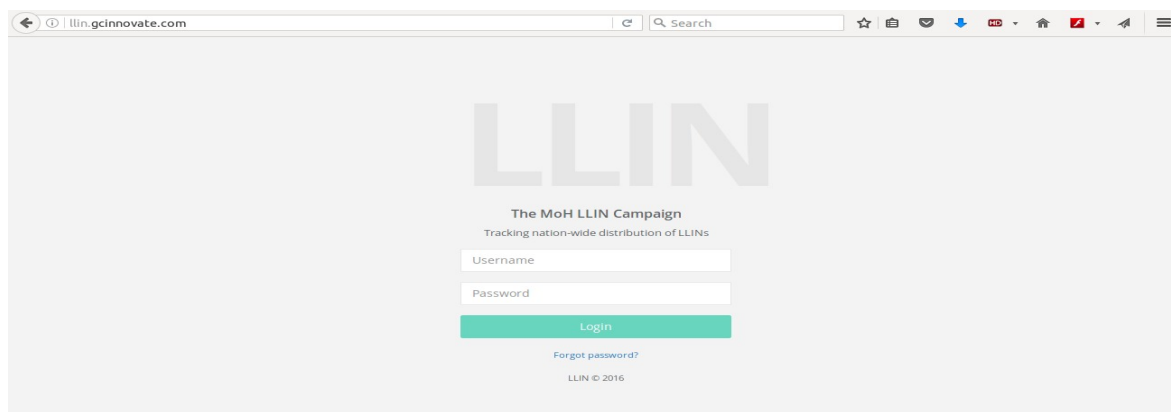 llin.gcinnovate.com
Search
HD
LLIN
The MoH LLIN Campaign
Tracking nation-wide distribution of LLINs
Username
Password
Login
Forgot password?
LLIN © 2016